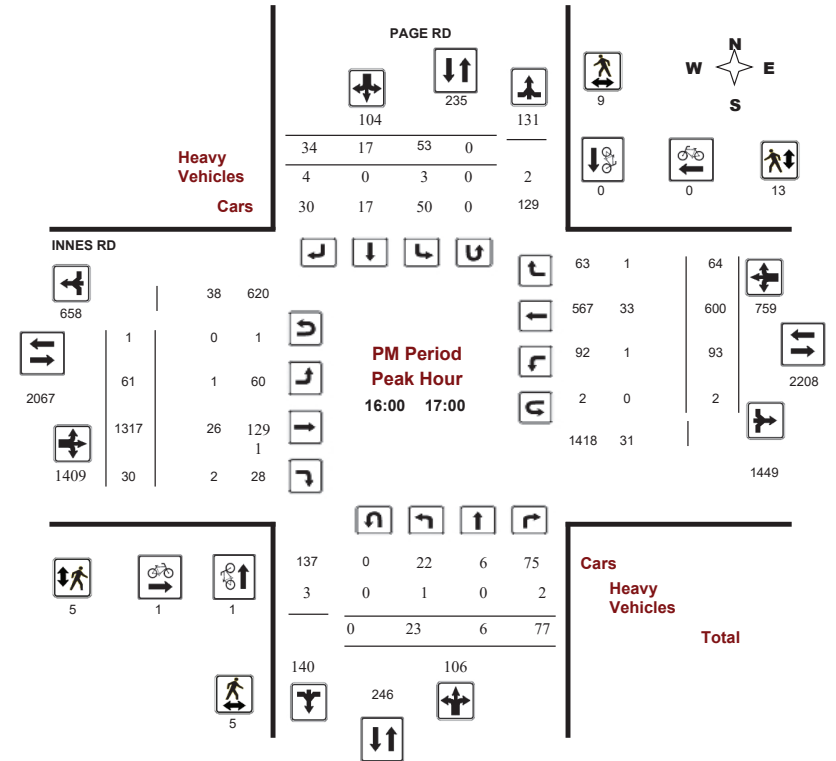 PAGE RD
N
W E
S
235
9
104 131
34 17 53 0
Heavy
Vehicles
4 0 3 0 2
Cars 30 17 50 0 129
0 0 13
INNES RD
658
38 620
63 1 64
759
567 33 600
1 0 1
PM Period
Peak Hour
16:00 17:00
92 1 93
2067
61 1 60
2 0 2
2208
1317 26 129
1
1418 31
1409 30 2 28
1449
137 0 22 6 75 Cars
3 0 1 0 2 Heavy
Vehicles
0 23 6 77 Total
5 1 1
140 106
246
5